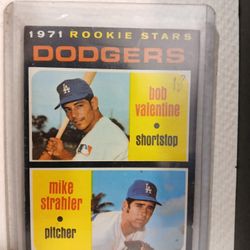 1971 ROOKIE STARS
DODGERS
bob
valentine
shortstop
mike
strahler
pitcher